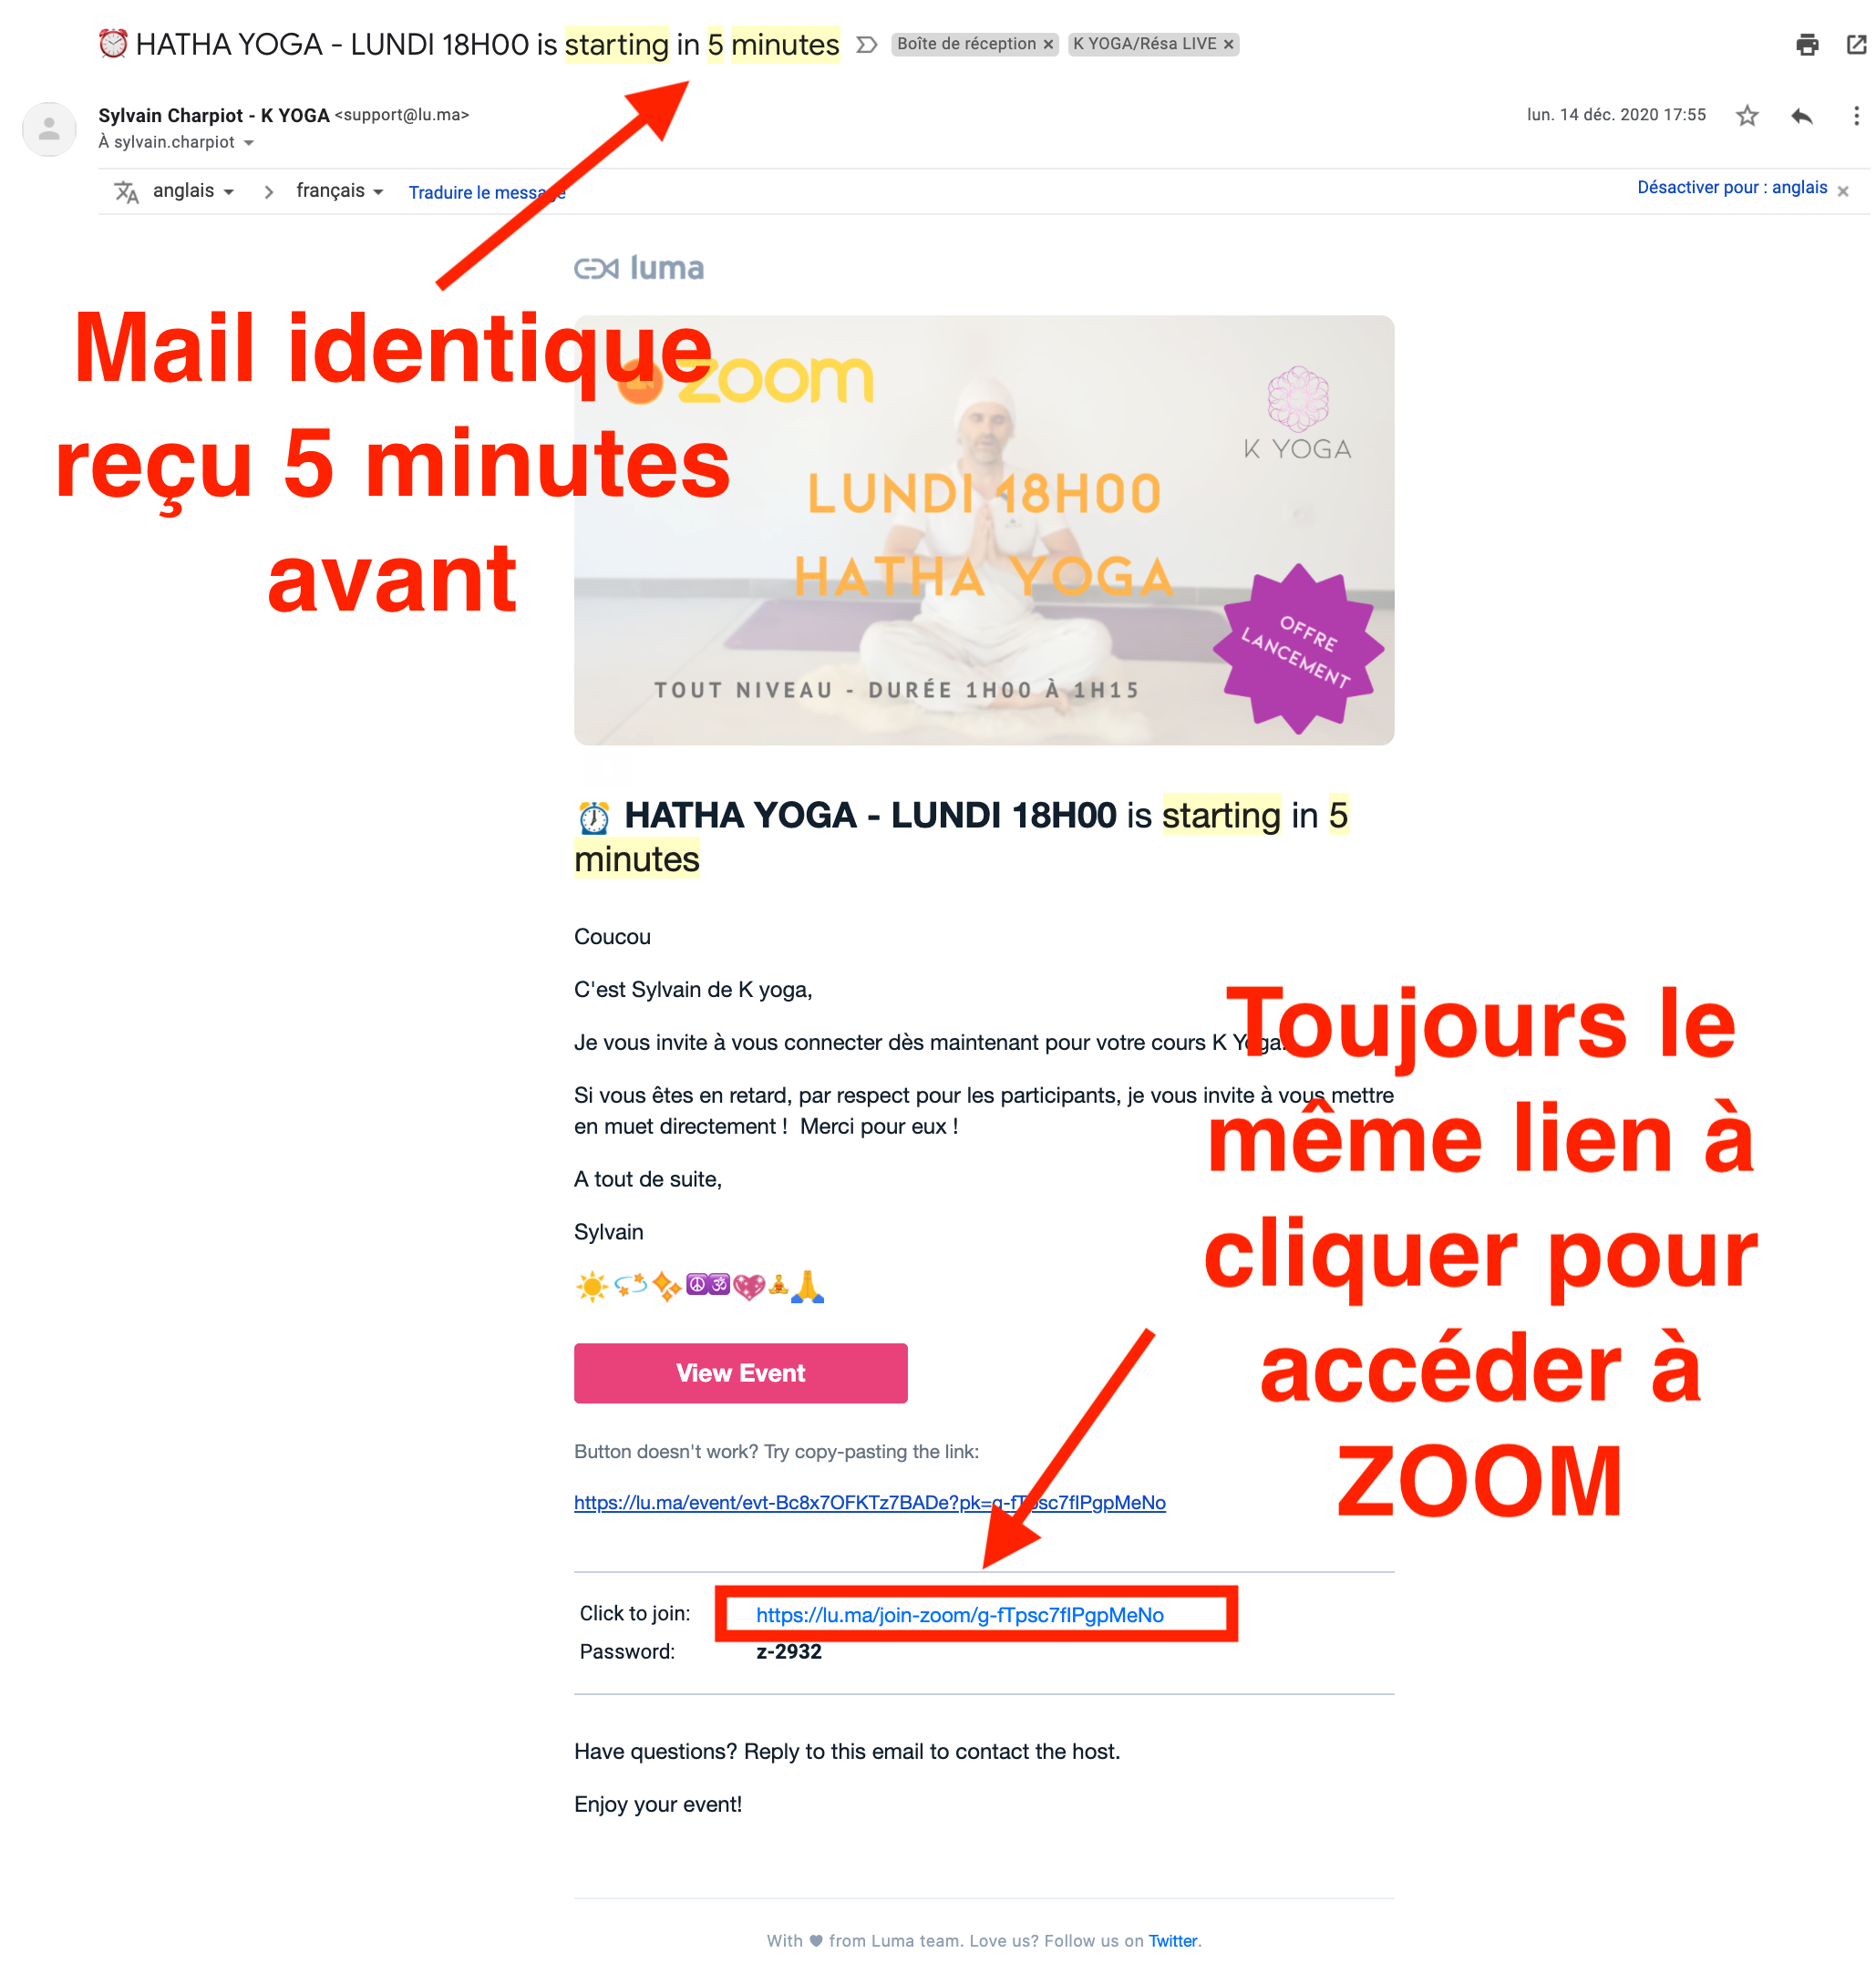 ⏰ HATHA YOGA - LUNDI 18H00 is starting in 5 minutes
Boîte de réception ×
K YOGA/Résa LIVE ×
Sylvain Charpiot - K YOGA <support@lu.ma>
lun. 14 déc. 2020 17:55
À sylvain.charpiot
anglais
français
Traduire le message
Désactiver pour : anglais ×
luma
Mail identique
reçu 5 minutes
avant
zoom
K YOGA
LUNDI 18H00
HATHA YOGA
OFFRE
LANCEMENT
TOUT NIVEAU - DURÉE 1H00 À 1H15
⏰ HATHA YOGA - LUNDI 18H00 is starting in 5
minutes
Coucou
C'est Sylvain de K yoga,
Je vous invite à vous connecter dès maintenant pour votre cours K Yoga.
Si vous êtes en retard, par respect pour les participants, je vous invite à vous mettre
en muet directement !  Merci pour eux !
A tout de suite,
Sylvain
☀️💫✨☮️🕉️💖🧘🙏
Toujours le
même lien à
cliquer pour
accéder à
ZOOM
View Event
Button doesn't work? Try copy-pasting the link:
https://lu.ma/event/evt-Bc8x7OFKTz7BADe?pk=g-fTpsc7flPgpMeNo
Click to join: https://lu.ma/join-zoom/g-fTpsc7flPgpMeNo
Password: z-2932
Have questions? Reply to this email to contact the host.
Enjoy your event!
With ♥ from Luma team. Love us? Follow us on Twitter.